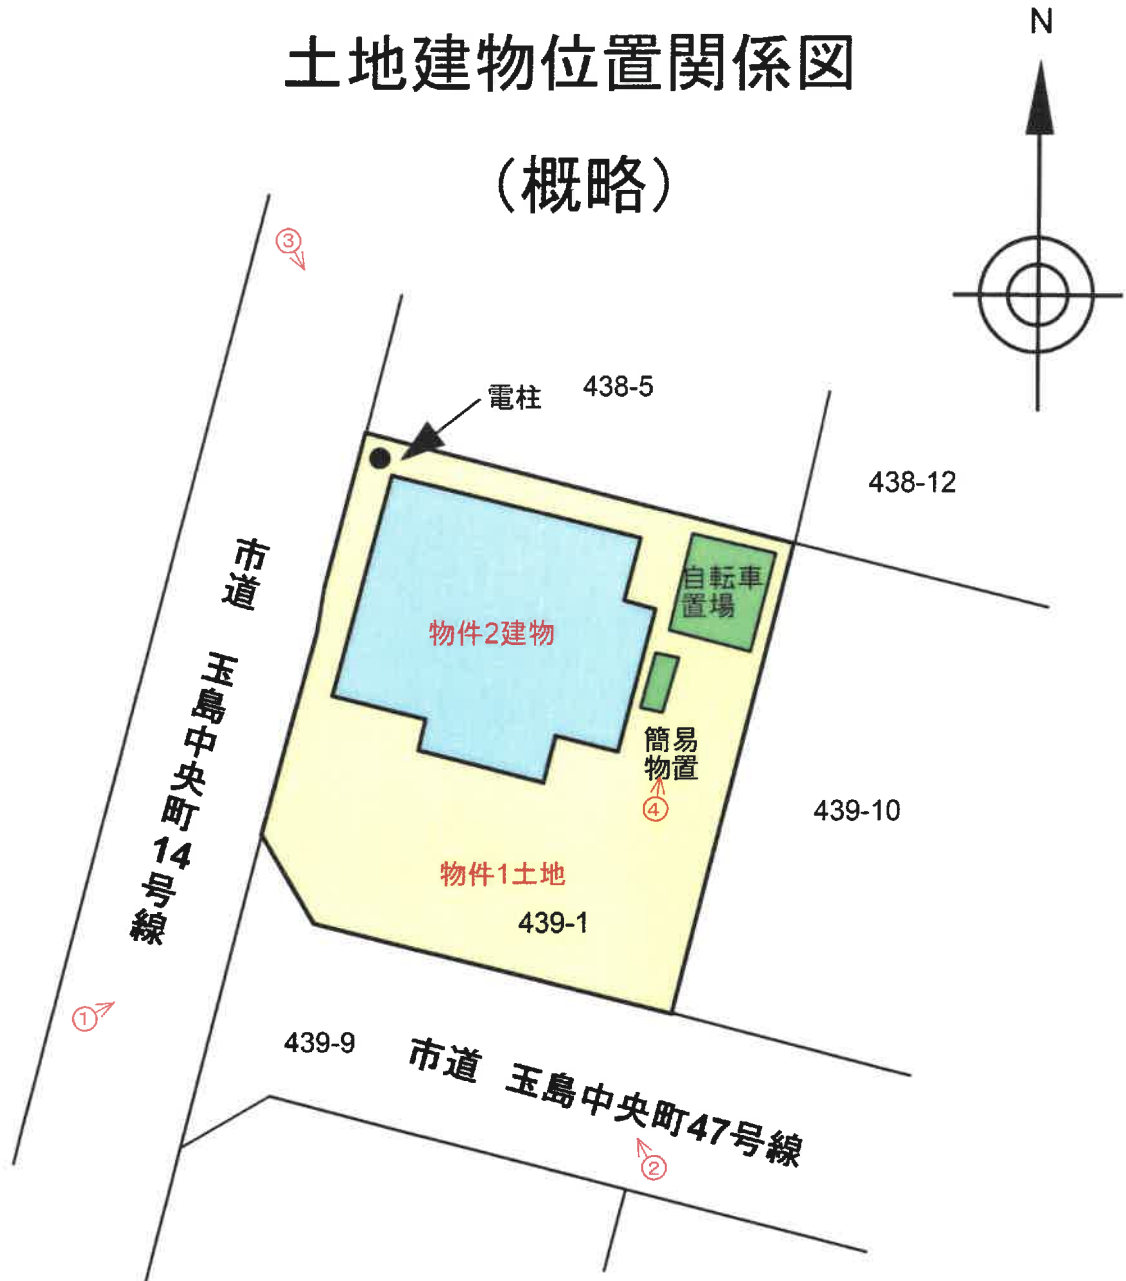 土地建物位置関係図
(概略)
N
③
電柱
438-5
438-12
市道 玉島中央町14号線
自転車
置場
物件2建物
簡易
物置
④
439-10
物件1土地
439-1
①
439-9
市道 玉島中央町47号線
②